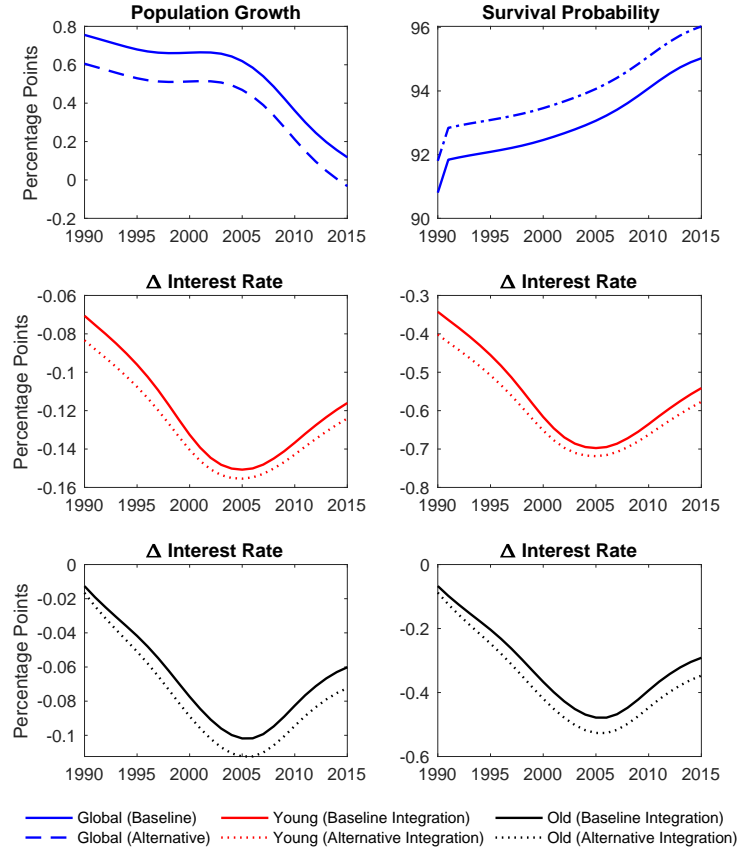 Population Growth
Survival Probability
Percentage Points
0.8
0.6
0.4
0.2
0
-0.2
1990 1995 2000 2005 2010 2015
96
94
92
90
1990 1995 2000 2005 2010 2015
Δ Interest Rate
Δ Interest Rate
Percentage Points
-0.06
-0.08
-0.1
-0.12
-0.14
-0.16
1990 1995 2000 2005 2010 2015
-0.3
-0.4
-0.5
-0.6
-0.7
-0.8
1990 1995 2000 2005 2010 2015
Δ Interest Rate
Δ Interest Rate
Percentage Points
0
-0.02
-0.04
-0.06
-0.08
-0.1
1990 1995 2000 2005 2010 2015
0
-0.2
-0.4
-0.6
1990 1995 2000 2005 2010 2015
Global (Baseline) Young (Baseline Integration) Old (Baseline Integration)
Global (Alternative) Young (Alternative Integration) Old (Alternative Integration)